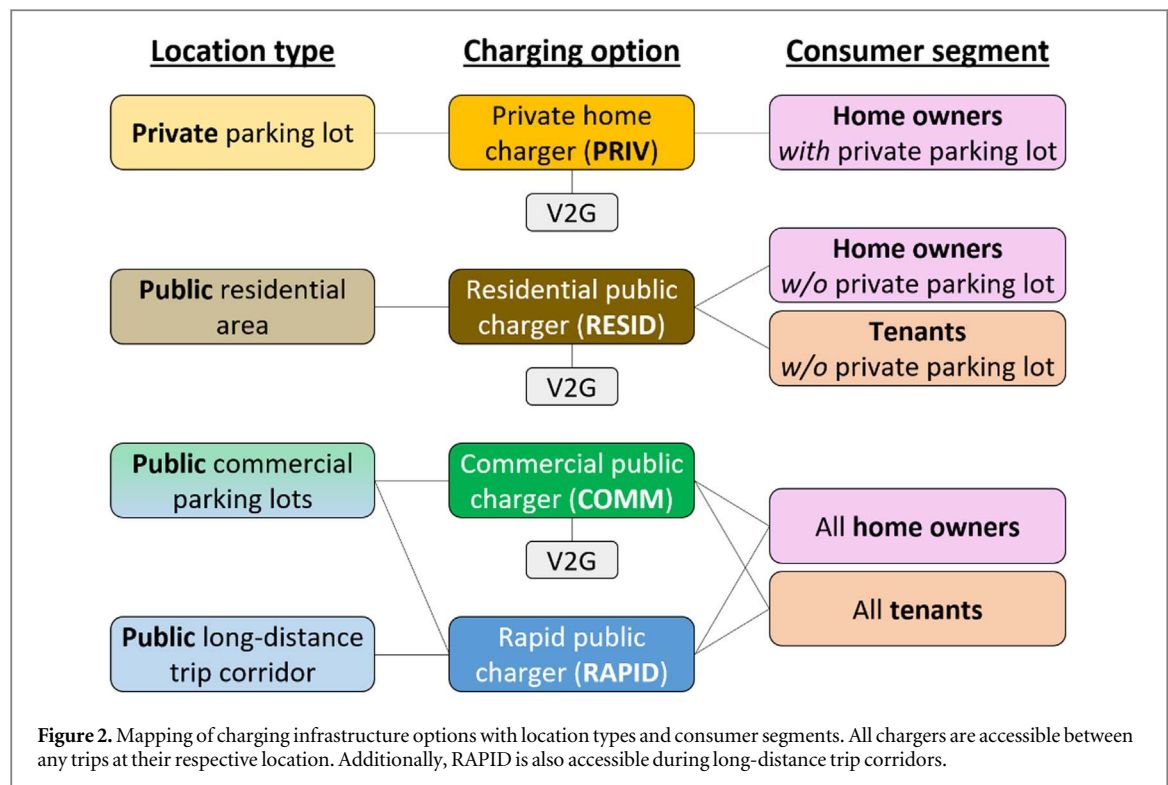 Location type
Charging option
Consumer segment
Private parking lot
Private home
charger (PRIV)
Home owners
with private parking lot
V2G
Public residential
area
Residential public
charger (RESID)
Home owners
w/o private parking lot
Tenants
w/o private parking lot
V2G
Public commercial
parking lots
Commercial public
charger (COMM)
All home owners
V2G
All tenants
Public long-distance
trip corridor
Rapid public
charger (RAPID)
Figure 2. Mapping of charging infrastructure options with location types and consumer segments. All chargers are accessible between
any trips at their respective location. Additionally, RAPID is also accessible during long-distance trip corridors.